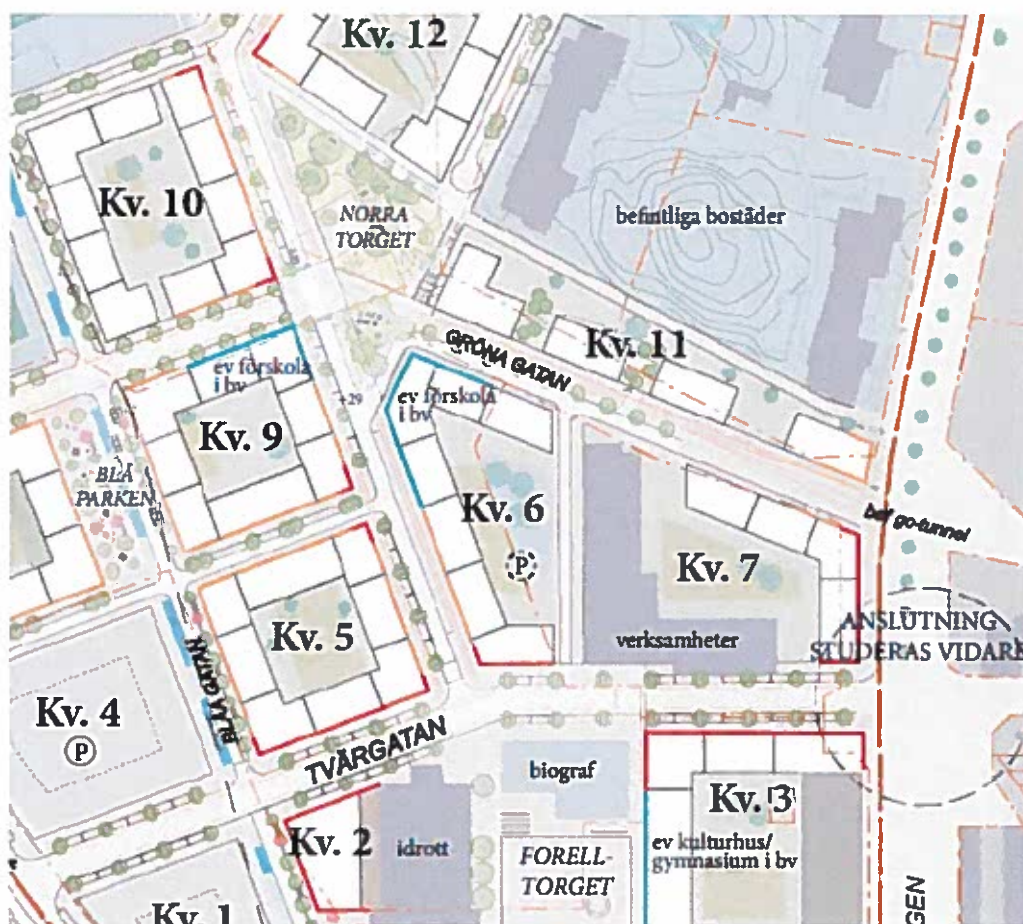 Kv. 12
Kv. 10
NORRA
TORGET
befintliga bostäder
GRÖNA GATAN
Kv. 11
ev förskola
i bv
ev förskola
i bv
+29
Kv. 9
BLÅ
PARKEN
Kv. 6
P
bef gc-tunnel
Kv. 7
verksamheter
ANSLUTNING
STUDERAS VIDARE
Kv. 5
BLÅ GATAN
Kv. 4
P
TVÄRGATAN
biograf
Kv. 3
Kv. 2
idrott
ev kulturhus/
gymnasium i bv
FORELL-
TORGET
Kv. 1
GEN